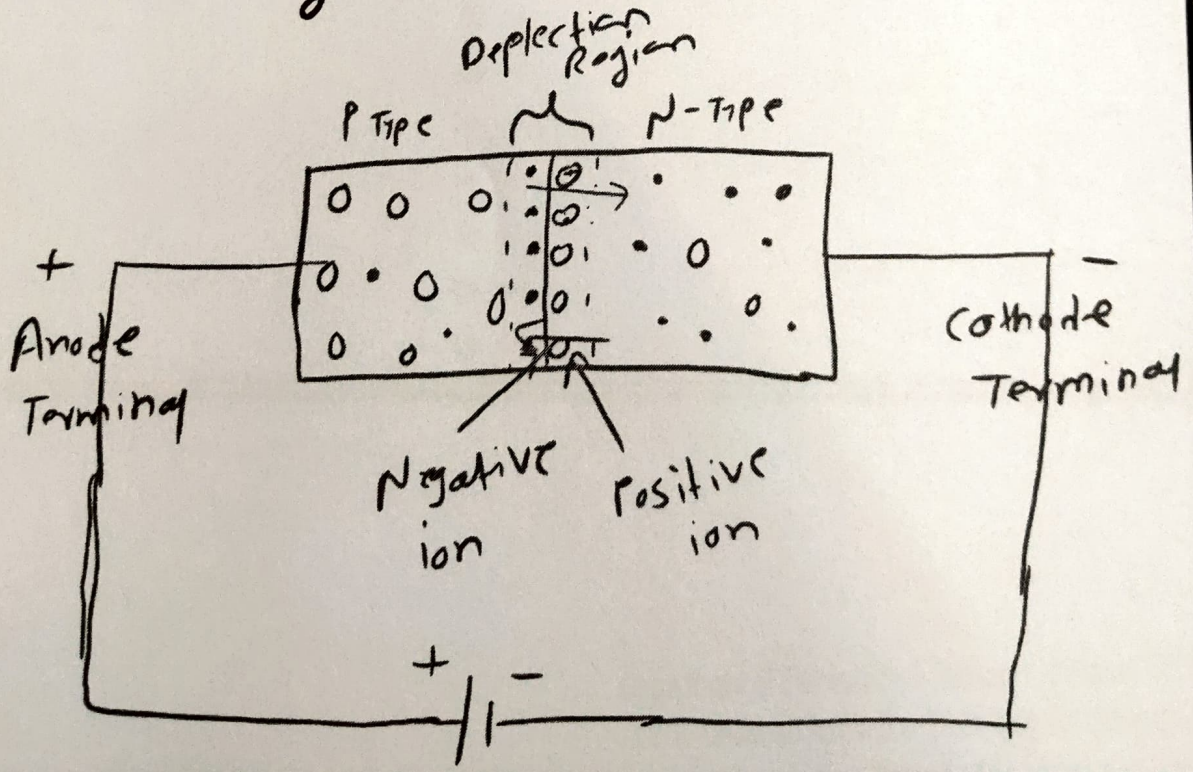 Deplection
Region
P Type
N-Type
+
Anode
Terminal
-
Cathode
Terminal
Negative
ion
Positive
ion
+
-